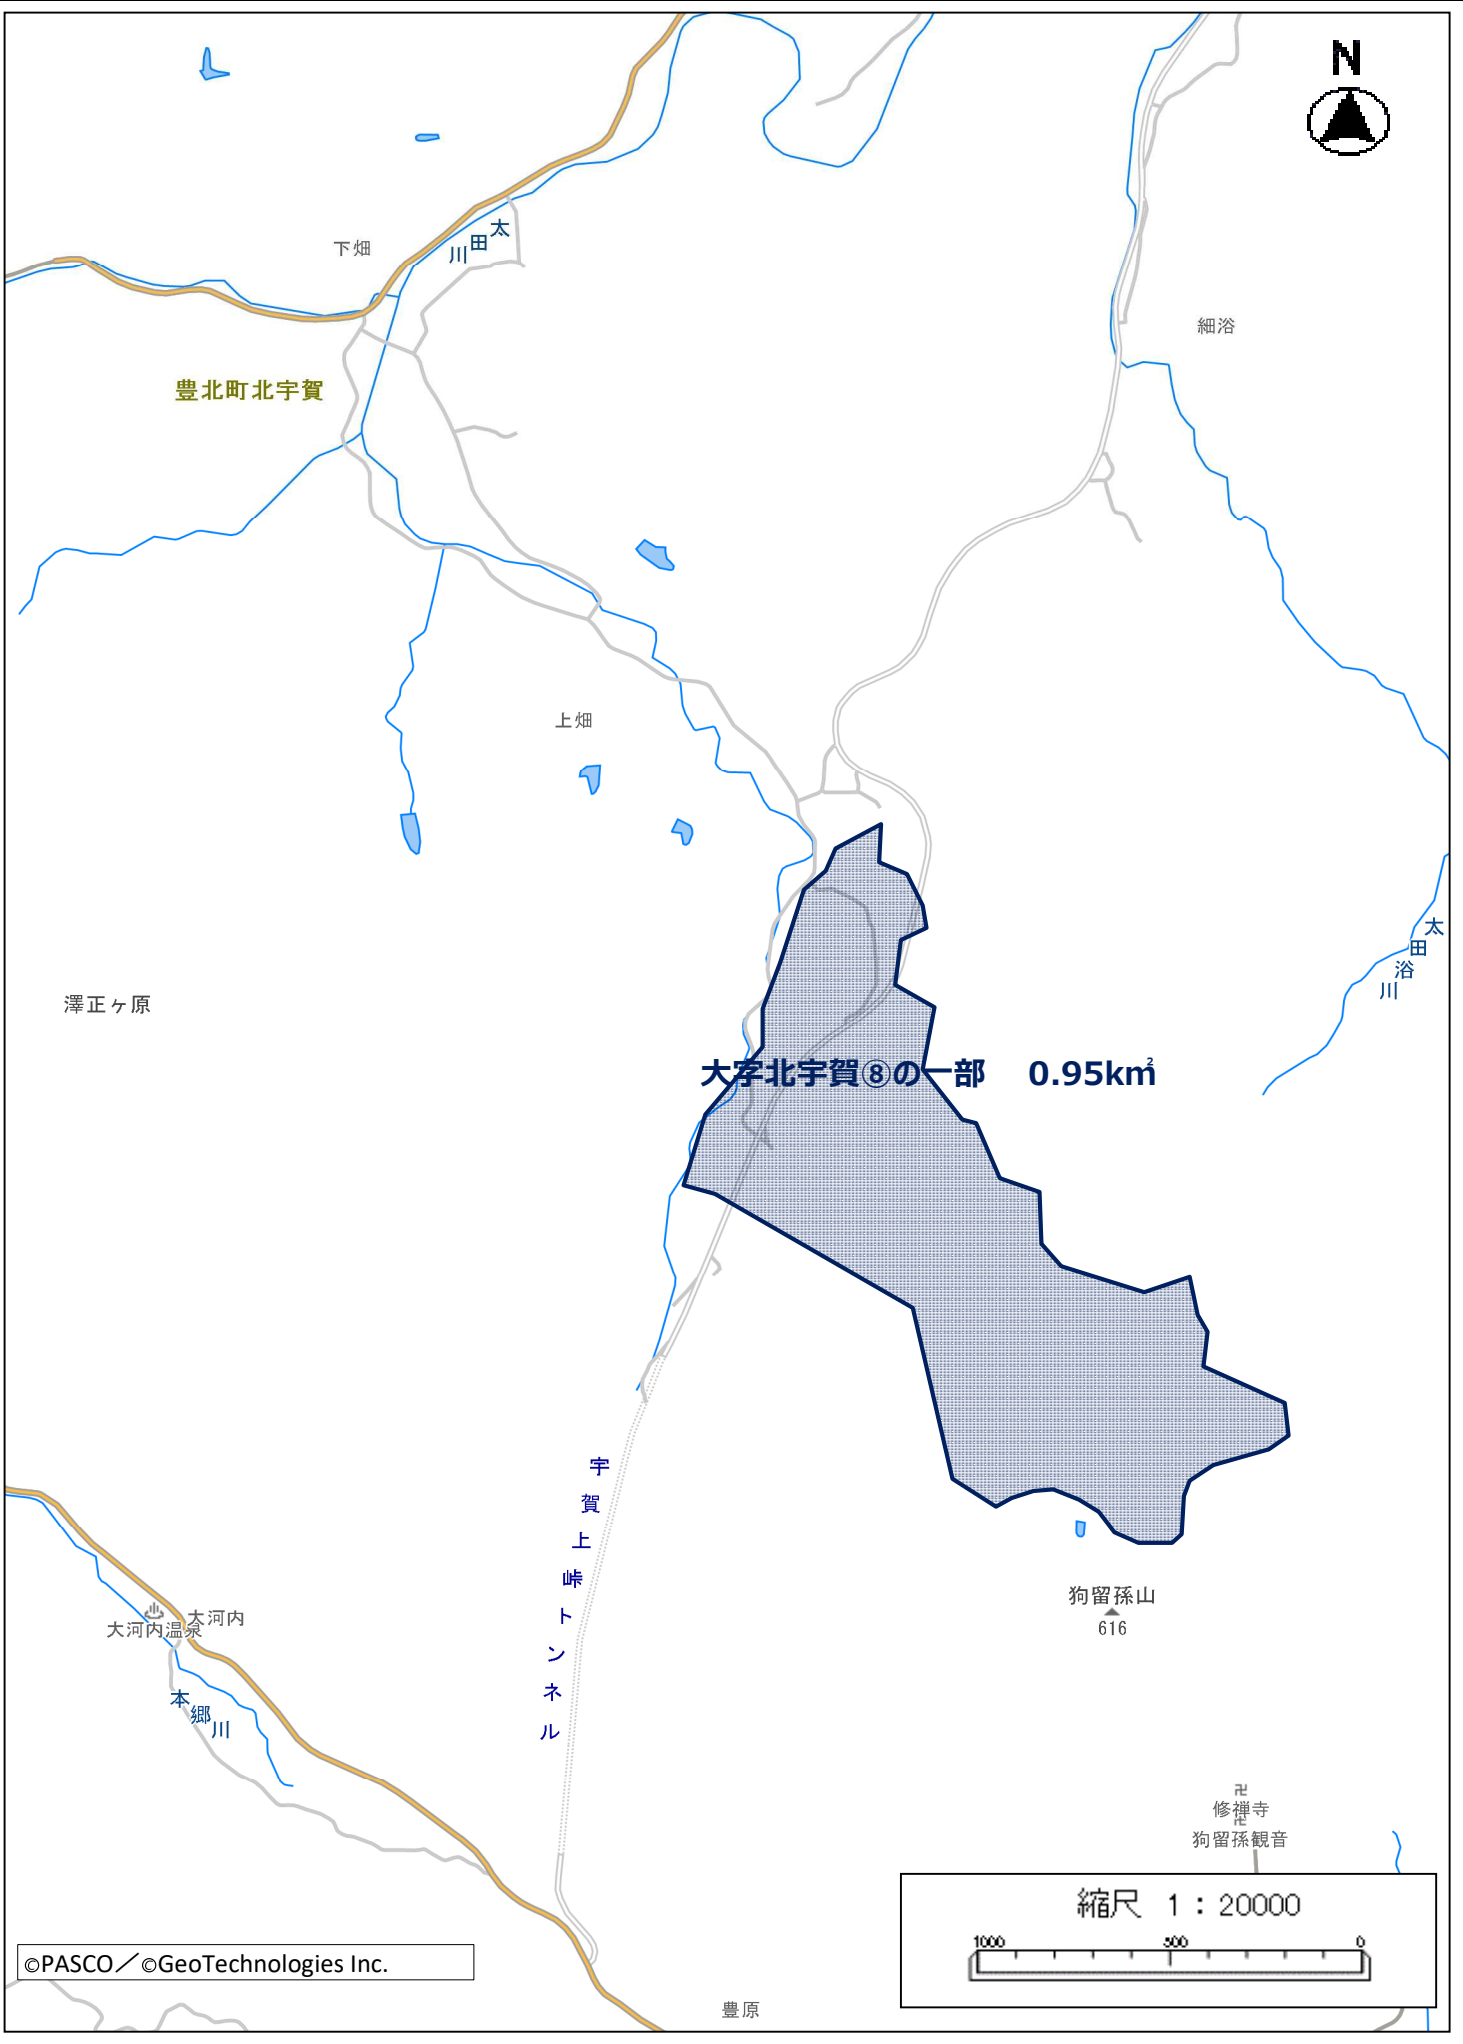 N
太田川
下畑
細浴
豊北町北宇賀
上畑
太田浴川
澤正ヶ原
大字北宇賀⑧の一部 0.95k㎡
宇賀上峠トンネル
狗留孫山
616
大河内
大河内温泉
本郷川
修禅寺
狗留孫観音
縮尺 1：20000
1000 500 0
©PASCO／©GeoTechnologies Inc.
豊原